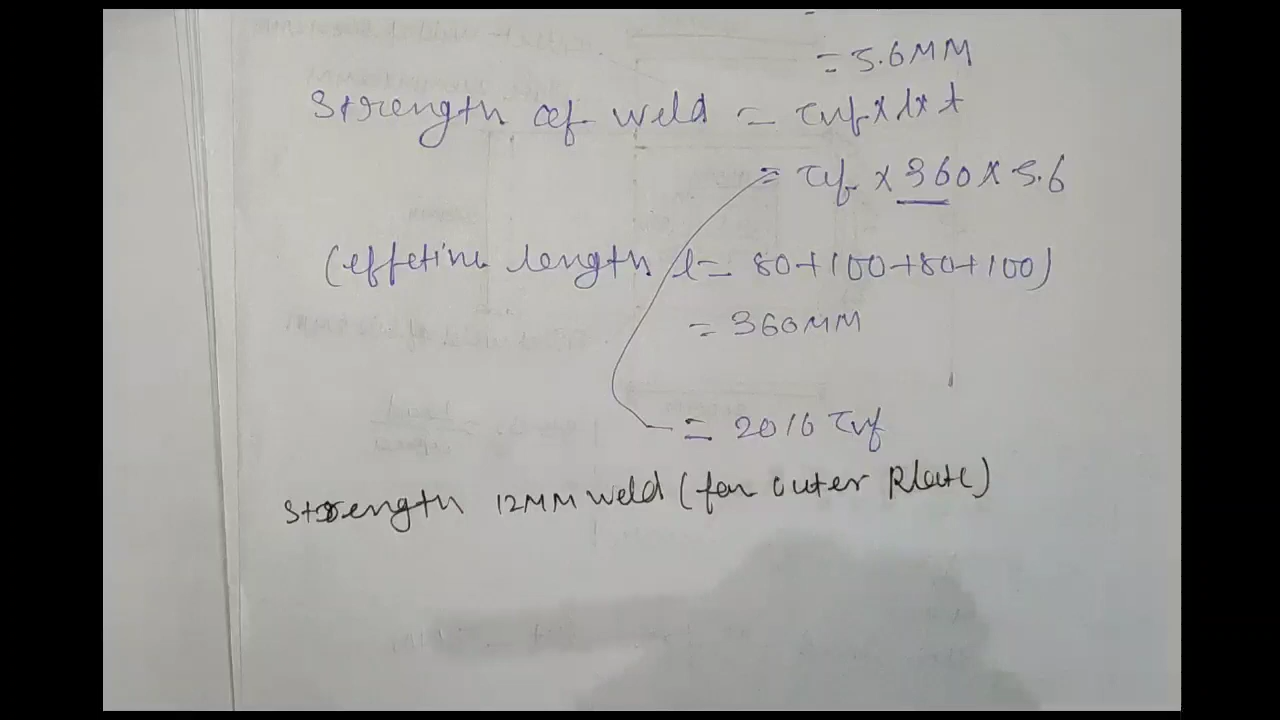 = 5.6MM
Strength of weld = τvf x l x t
= τvf x 360 x 5.6
(effetive length l = 80+100+80+100)
= 360MM
= 2016 τvf
Strength 12MM weld (for outer Plate)